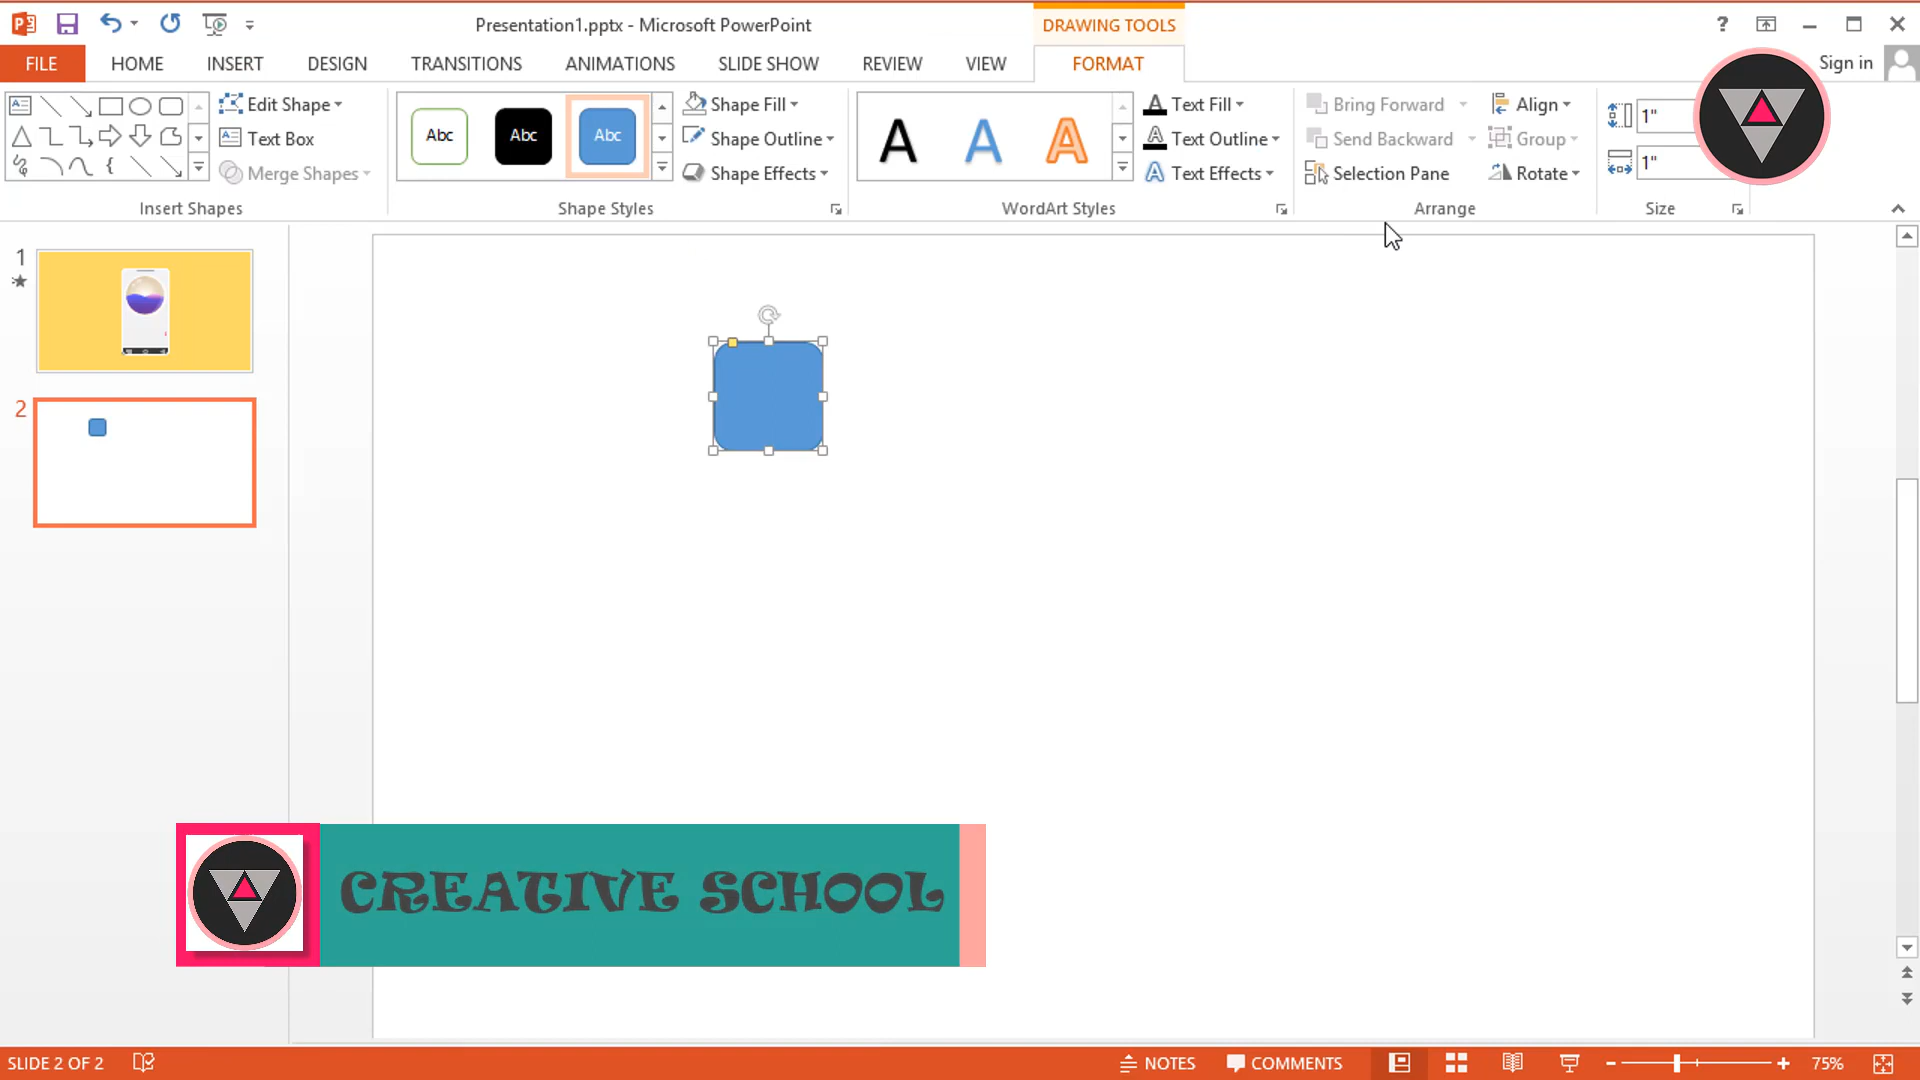 Presentation1.pptx - Microsoft PowerPoint
DRAWING TOOLS
?
FILE
HOME
INSERT
DESIGN
TRANSITIONS
ANIMATIONS
SLIDE SHOW
REVIEW
VIEW
FORMAT
Sign in
Edit Shape
Text Box
Merge Shapes
Insert Shapes
Abc
Abc
Abc
Shape Fill
Shape Outline
Shape Effects
Shape Styles
A
A
A
Text Fill
Text Outline
Text Effects
WordArt Styles
Bring Forward
Send Backward
Selection Pane
Align
Group
Rotate
Arrange
1"
1"
Size
1
2
CREATIVE SCHOOL
SLIDE 2 OF 2
NOTES
COMMENTS
75%